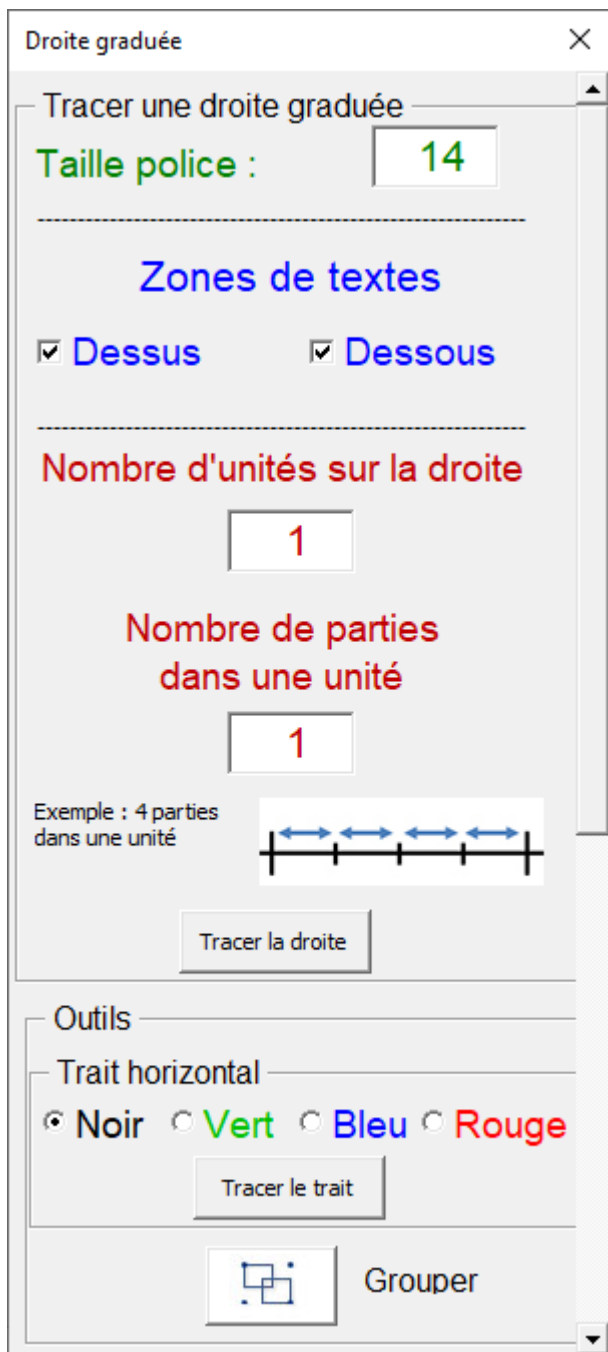 Droite graduée
Tracer une droite graduée
Taille police :
14
Zones de textes
Dessus
Dessous
Nombre d'unités sur la droite
1
Nombre de parties
dans une unité
1
Exemple : 4 parties
dans une unité
Tracer la droite
Outils
Trait horizontal
Noir Vert Bleu Rouge
Tracer le trait
Grouper